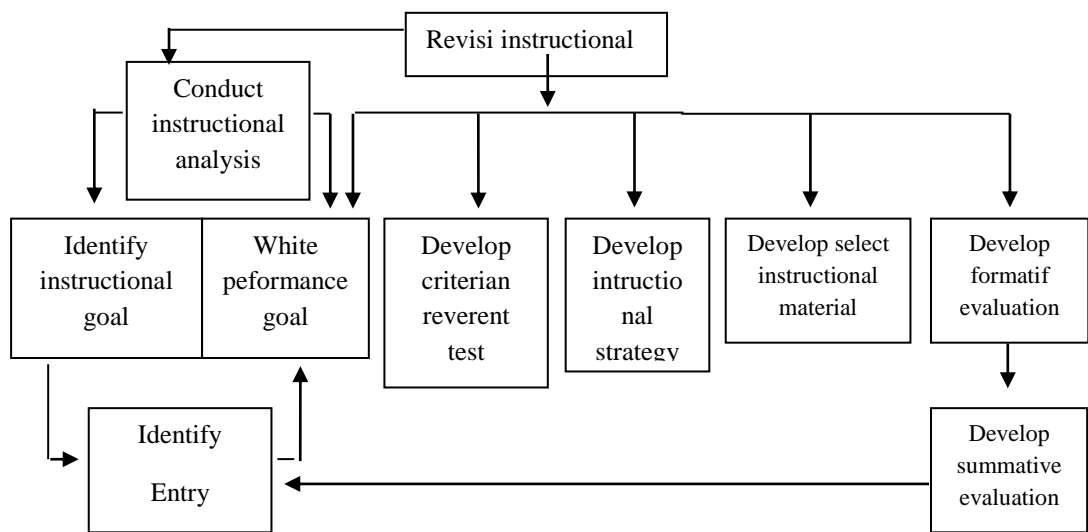 Revisi instructional
Conduct
instructional
analysis
Identify
instructional
goal
White
peformance
goal
Develop
criterian
reverent
test
Develop
intructio
nal
strategy
Develop select
instructional
material
Develop
formatif
evaluation
Identify
Entry
Develop
summative
evaluation